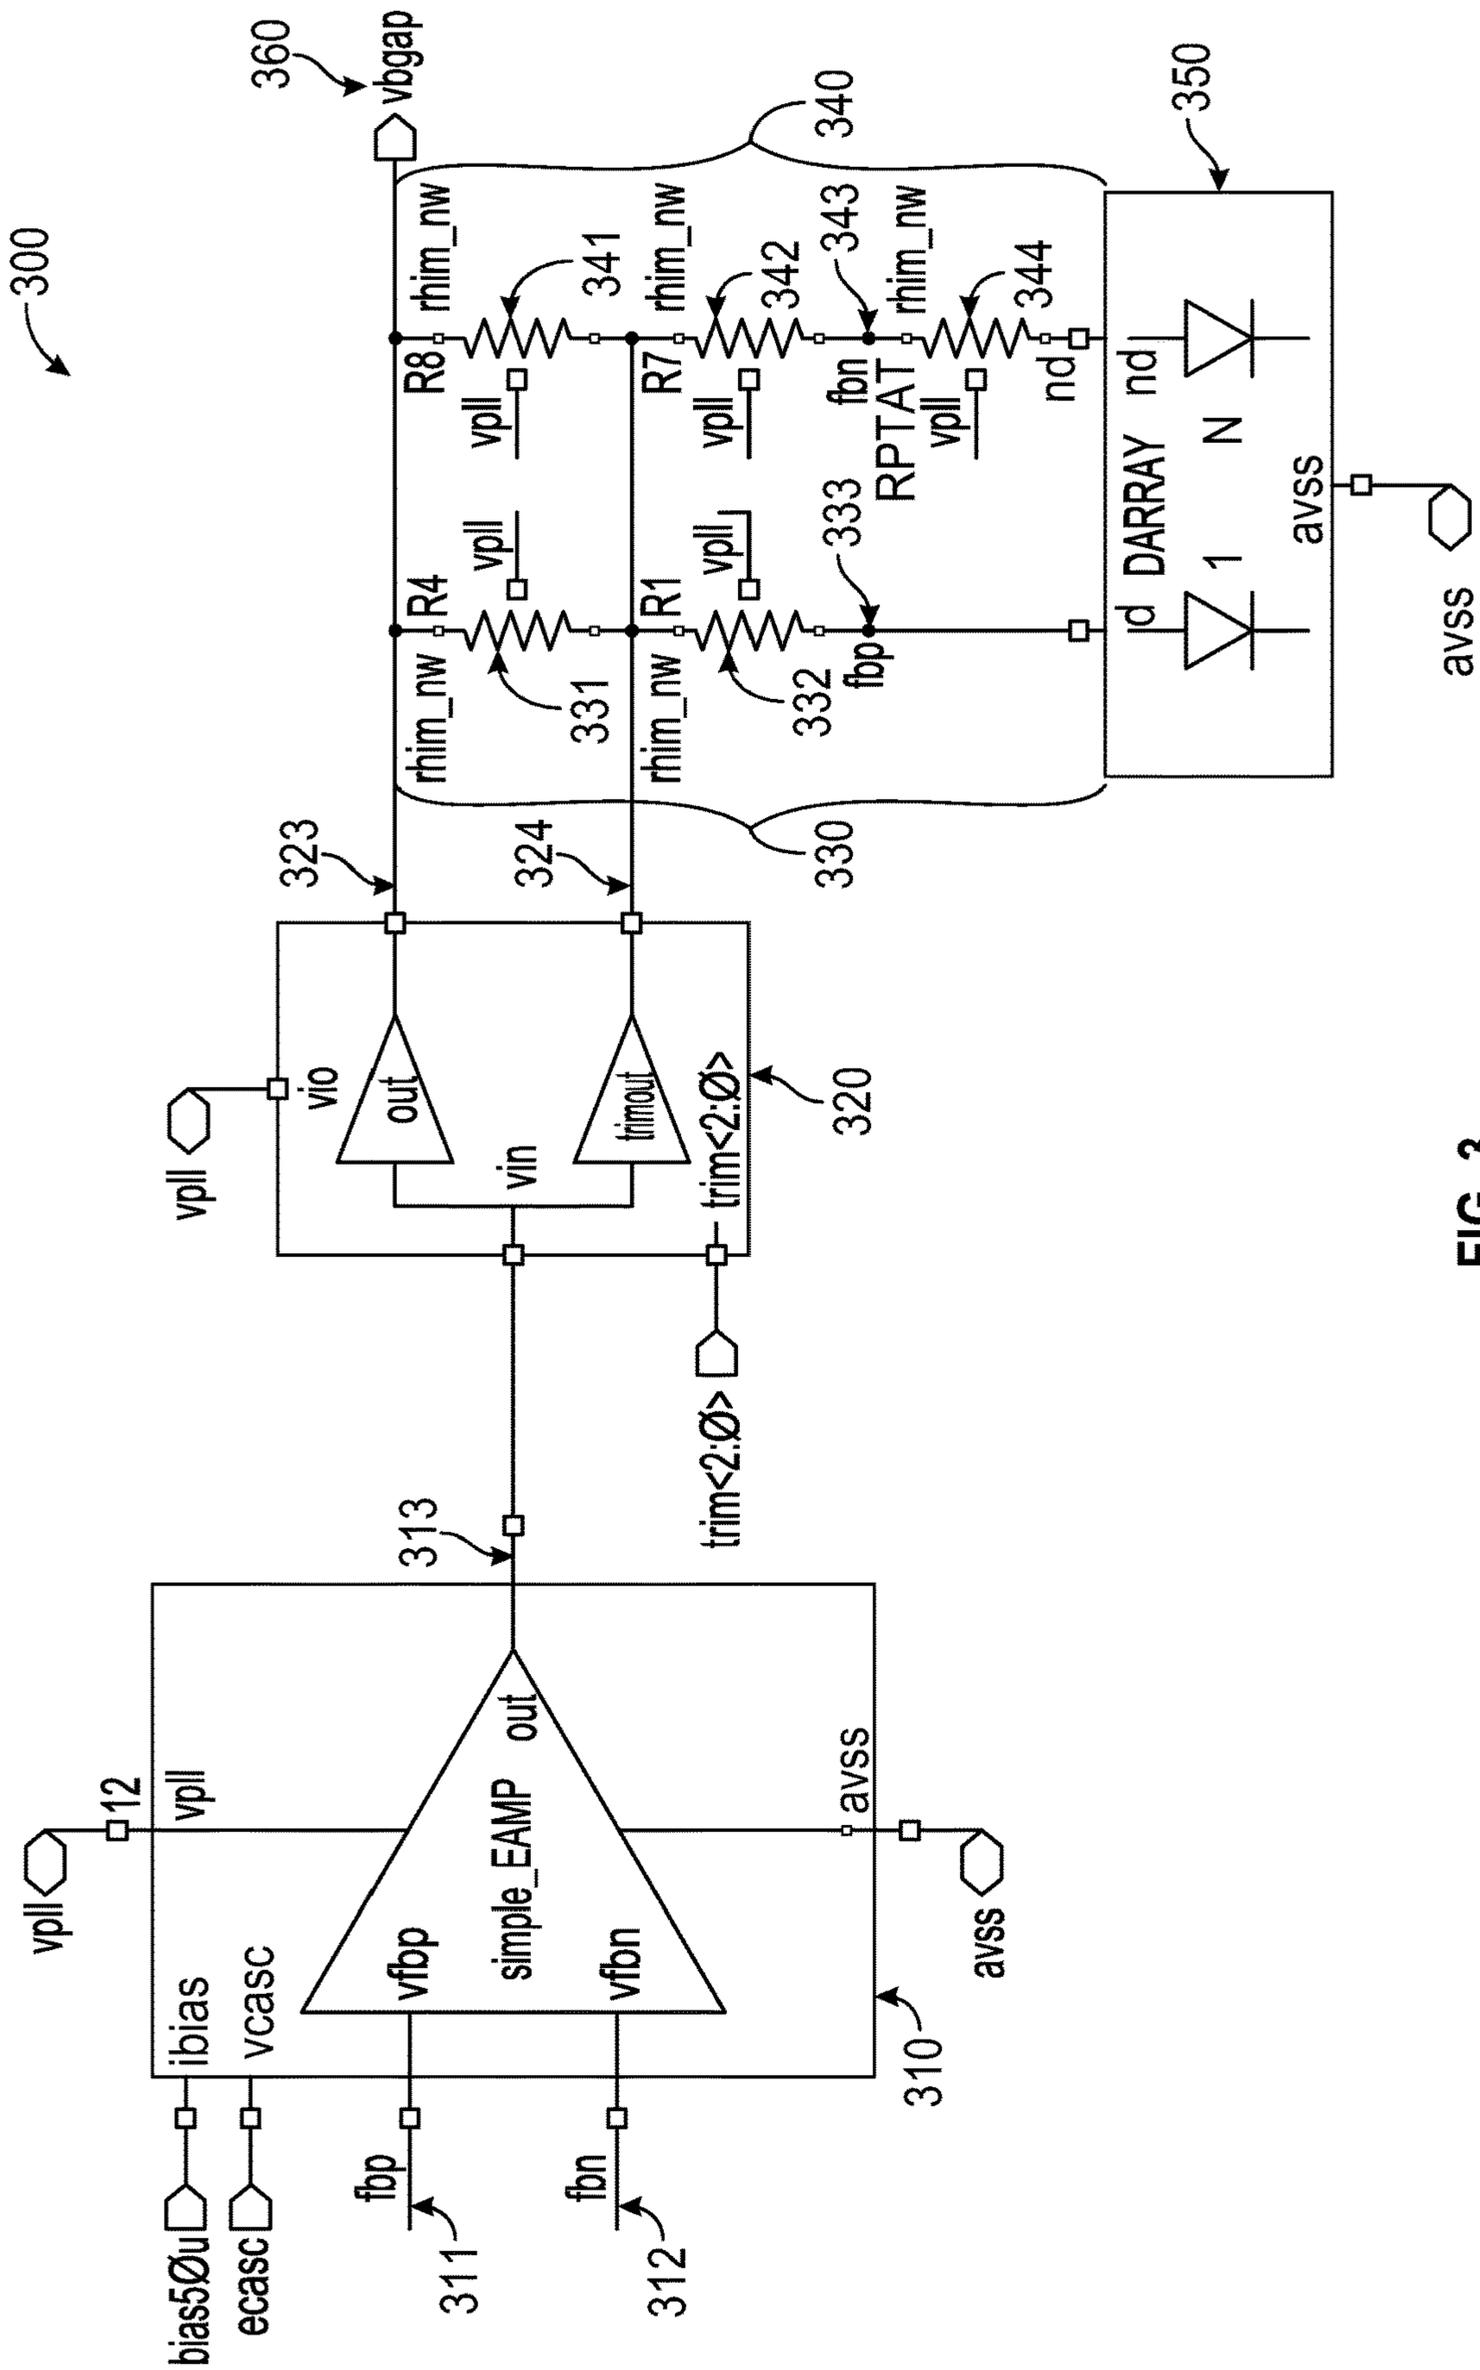 300
360
vbgap
323
rhim_nw
R4
vpll
331
vpll
R8
rhim_nw
341
324
rhim_nw
R1
vpll
332
vpll
R7
rhim_nw
342
fbp
333
fbn
343
RPTAT
vpll
rhim_nw
344
nd
330
340
d
DARRAY
nd
1
N
350
avss
avss
vpll
vio
out
vin
trimout
trim<2:Ø>
320
trim<2:Ø>
313
vpll
12
vpll
bias5Øu
ibias
ecasc
vcasc
fbp
311
vfbp
simple_EAMP
out
fbn
312
vfbn
avss
310
avss
FIG. 3